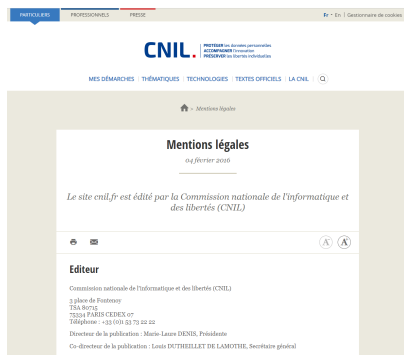 PARTICULIERS PROFESSIONNELS PRESSE Fr • En | Gestionnaire de cookies
CNIL.
PROTÉGER les données personnelles
ACCOMPAGNER l'innovation
PRÉSERVER les libertés individuelles
MES DÉMARCHES | THÉMATIQUES | TECHNOLOGIES | TEXTES OFFICIELS | LA CNIL |
» Mentions légales
Mentions légales
04 février 2016
Le site cnil.fr est édité par la Commission nationale de l'informatique et
des libertés (CNIL)
A- A+
Editeur
Commission nationale de l'informatique et des libertés (CNIL)
3 place de Fontenoy
TSA 80715
75334 PARIS CEDEX 07
Téléphone : +33 (0)1 53 73 22 22
Directeur de la publication : Marie-Laure DENIS, Présidente
Co-directeur de la publication : Louis DUTHEILLET DE LAMOTHE, Secrétaire général